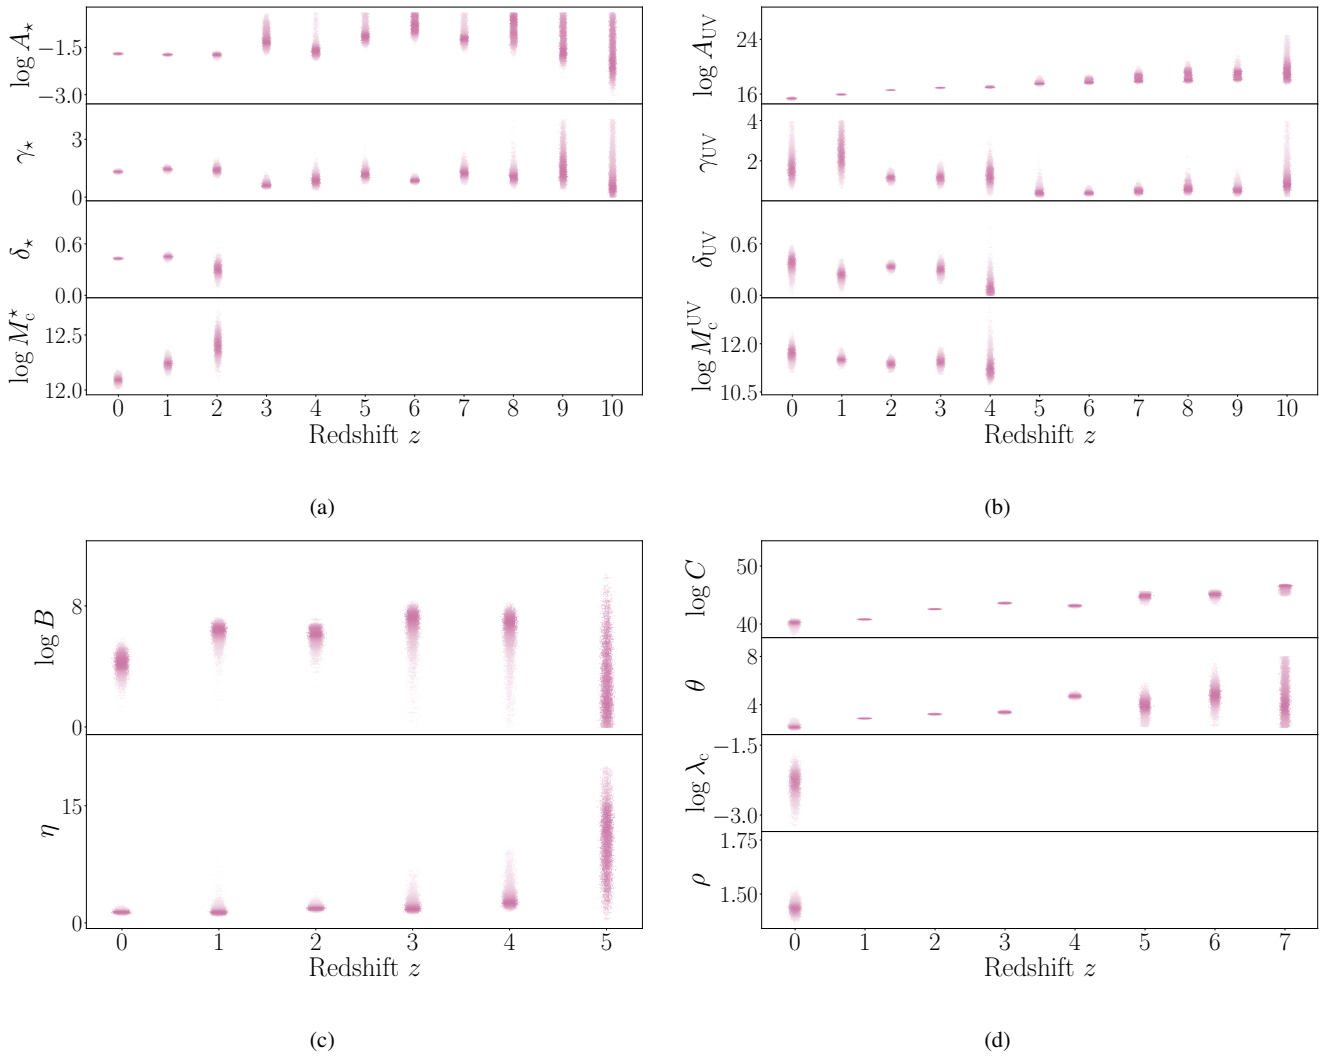 log A⋆
−1.5
−3.0
γ⋆
3
0
δ⋆
0.6
0.0
log M_c^⋆
12.5
12.0
0 1 2 3 4 5 6 7 8 9 10
Redshift z
(a)
log A_UV
24
16
γ_UV
4
2
δ_UV
0.6
0.0
log M_c^UV
12.0
10.5
0 1 2 3 4 5 6 7 8 9 10
Redshift z
(b)
log B
8
0
η
15
0
0 1 2 3 4 5
Redshift z
(c)
log C
50
40
θ
8
4
log λ_c
−1.5
−3.0
ρ
1.75
1.50
0 1 2 3 4 5 6 7
Redshift z
(d)